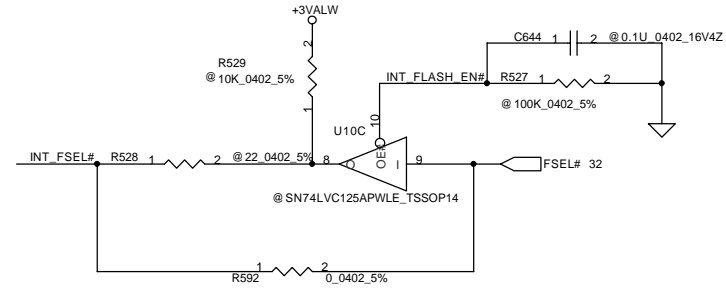 +3VALW
C644 1 2 @0.1U_0402_16V4Z
2
R529
@10K_0402_5%
1
INT_FLASH_EN# R527 1 2
@100K_0402_5%
10
U10C
OE#
INT_FSEL# R528 1 2 @22_0402_5% 8 O I 9 FSEL# 32
@SN74LVC125APWLE_TSSOP14
1 2
R592 0_0402_5%